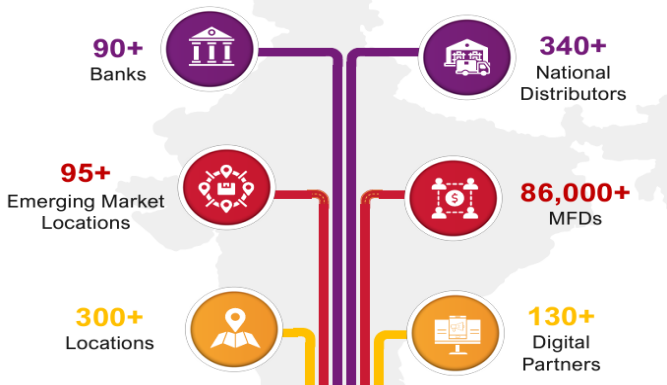 90+
Banks
340+
National
Distributors
95+
Emerging Market
Locations
86,000+
MFDs
300+
Locations
130+
Digital
Partners